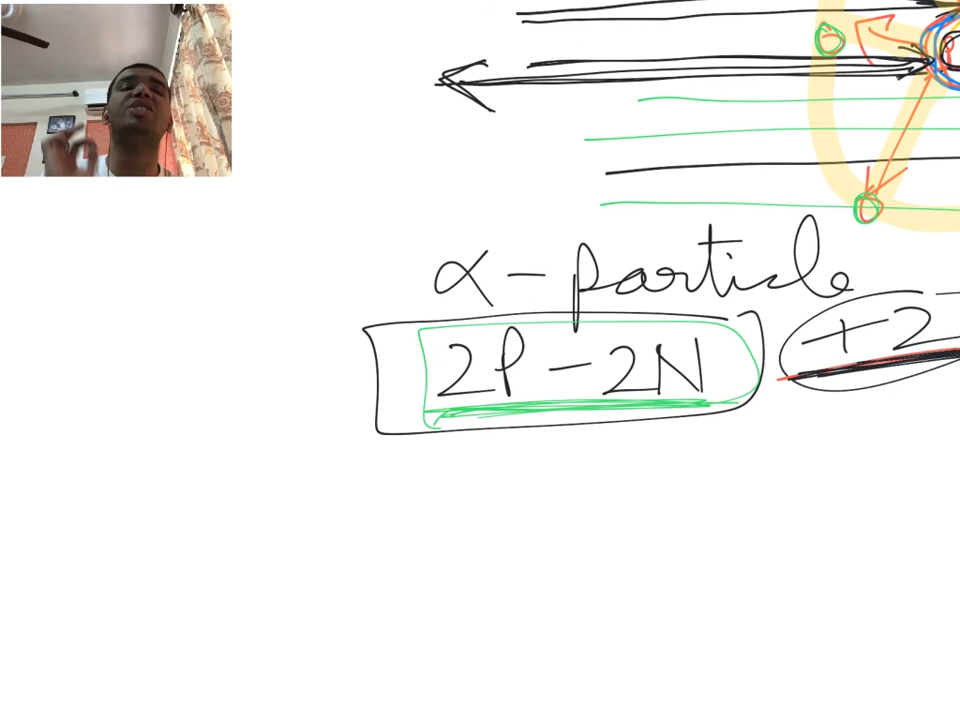 α - particle
2P - 2N +2